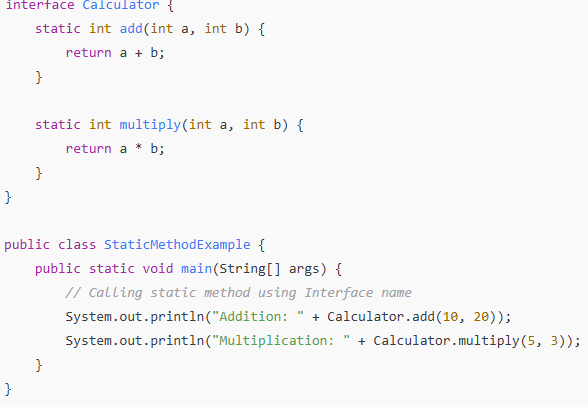 interface Calculator {
    static int add(int a, int b) {
        return a + b;
    }

    static int multiply(int a, int b) {
        return a * b;
    }
}

public class StaticMethodExample {
    public static void main(String[] args) {
        // Calling static method using Interface name
        System.out.println("Addition: " + Calculator.add(10, 20));
        System.out.println("Multiplication: " + Calculator.multiply(5, 3));
    }
}